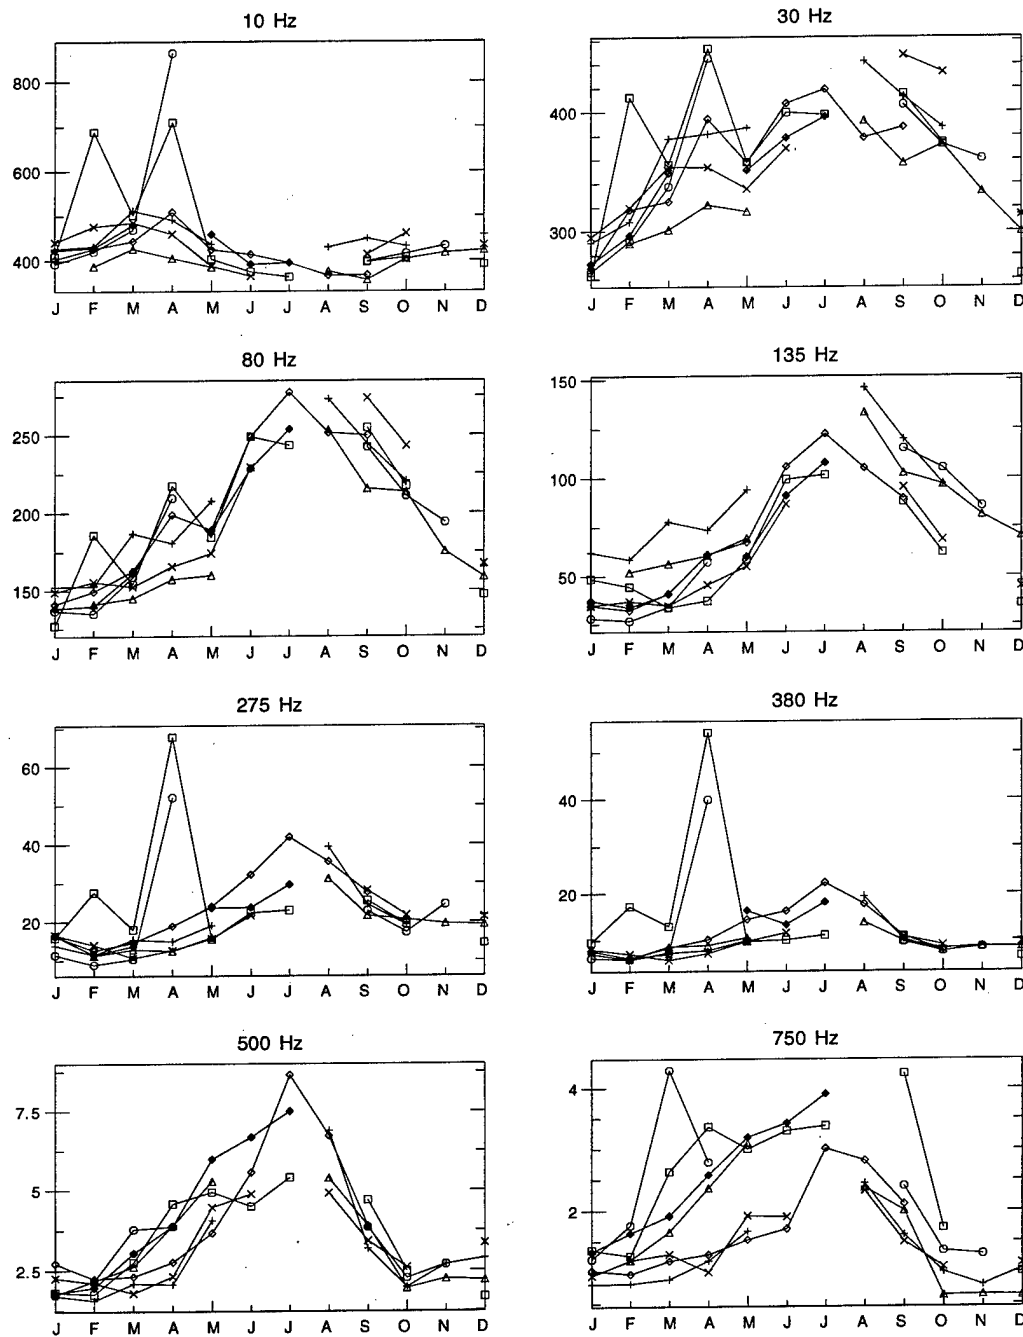 10 Hz
30 Hz
800
600
400
J F M A M J J A S O N D
400
300
J F M A M J J A S O N D
80 Hz
135 Hz
250
200
150
J F M A M J J A S O N D
150
100
50
J F M A M J J A S O N D
275 Hz
380 Hz
60
40
20
J F M A M J J A S O N D
40
20
J F M A M J J A S O N D
500 Hz
750 Hz
7.5
5
2.5
J F M A M J J A S O N D
4
2
J F M A M J J A S O N D